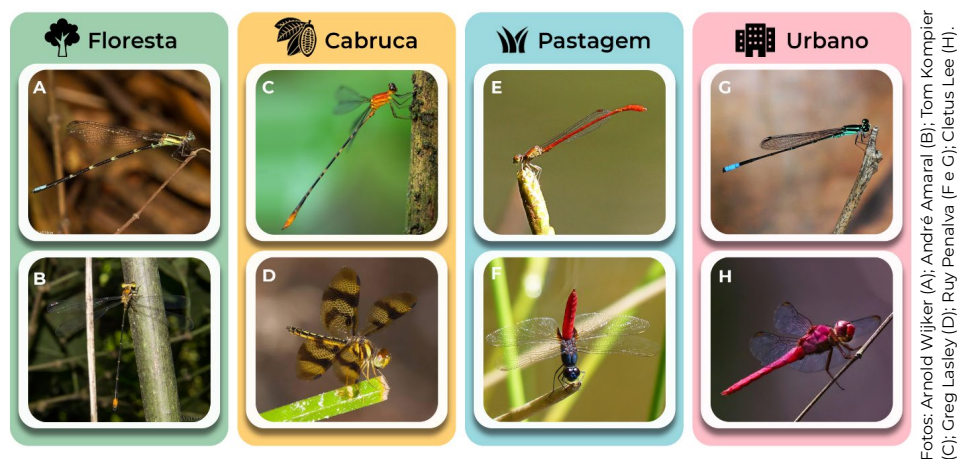 Floresta
Cabruca
Pastagem
Urbano
A
C
E
G
B
D
F
H
Fotos: Arnold Wijker (A); André Amaral (B); Tom Kompier
(C); Greg Lasley (D); Ruy Penalva (F e G); Cletus Lee (H).